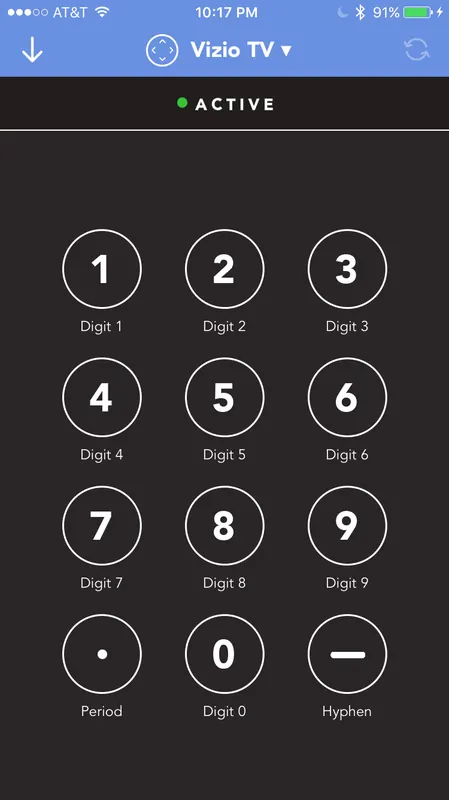 AT&T 10:17 PM 91%
Vizio TV ▾
ACTIVE
1 2 3
Digit 1 Digit 2 Digit 3
4 5 6
Digit 4 Digit 5 Digit 6
7 8 9
Digit 7 Digit 8 Digit 9
· 0 —
Period Digit 0 Hyphen